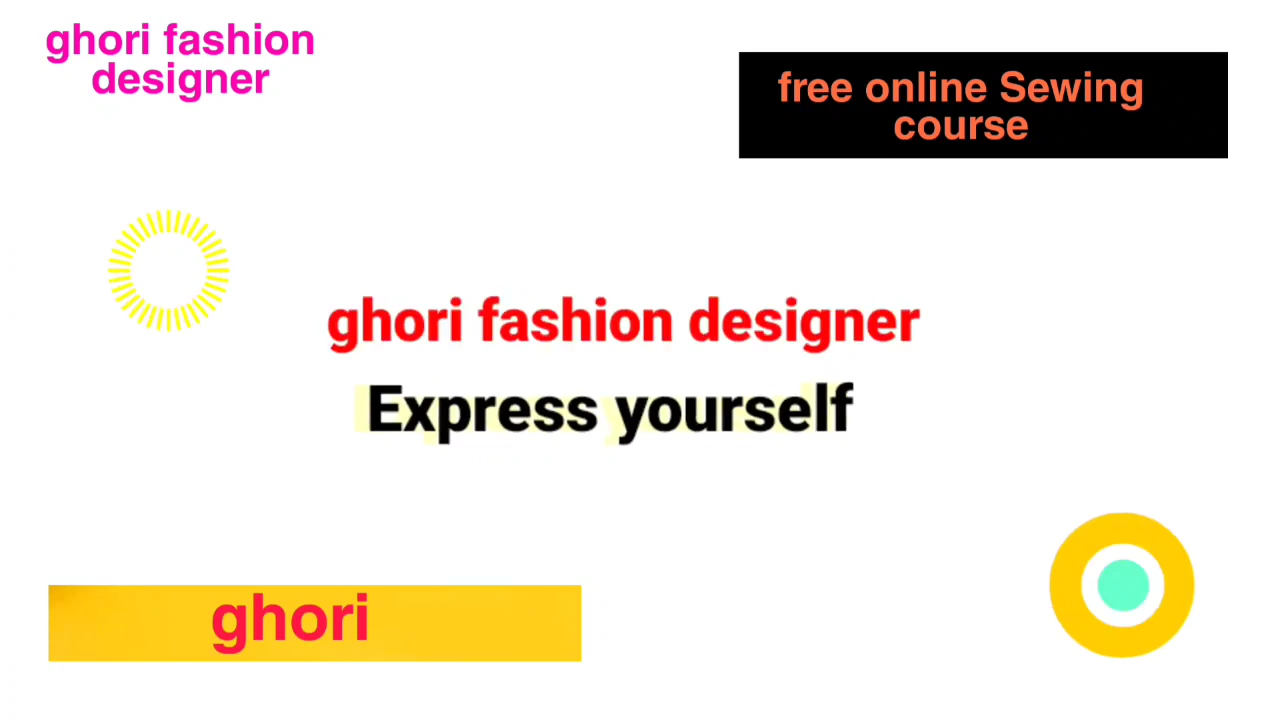 ghori fashion
designer
free online Sewing
course
ghori fashion designer
Express yourself
ghori